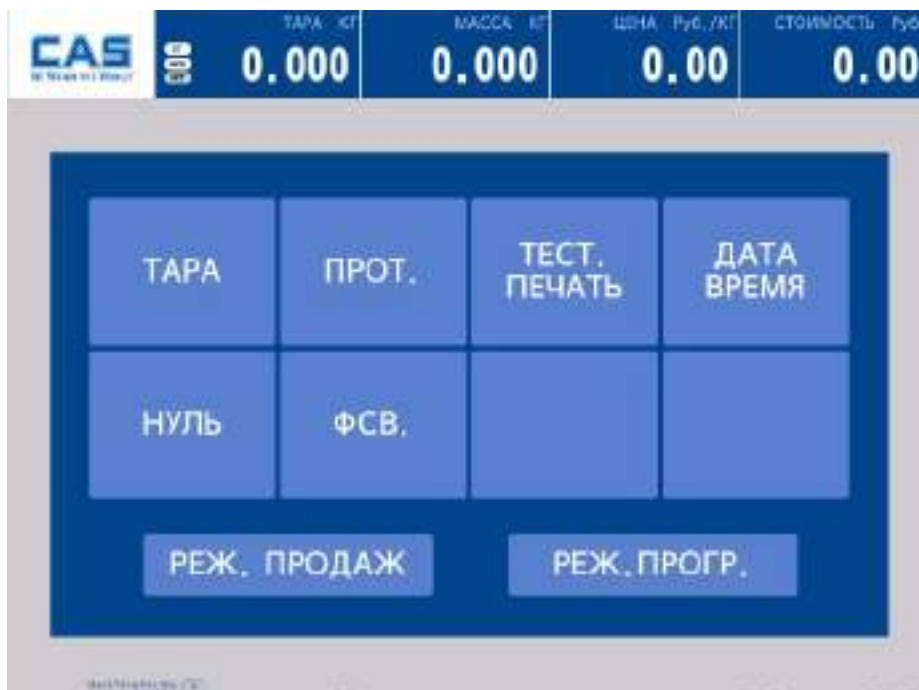 CAS
ТАРА КГ
0.000
МАССА КГ
0.000
ЦЕНА Руб./КГ
0.00
СТОИМОСТЬ Руб
0.00
ТАРА
ПРОТ.
ТЕСТ.
ПЕЧАТЬ
ДАТА
ВРЕМЯ
НУЛЬ
ФСВ.
РЕЖ. ПРОДАЖ
РЕЖ.ПРОГР.